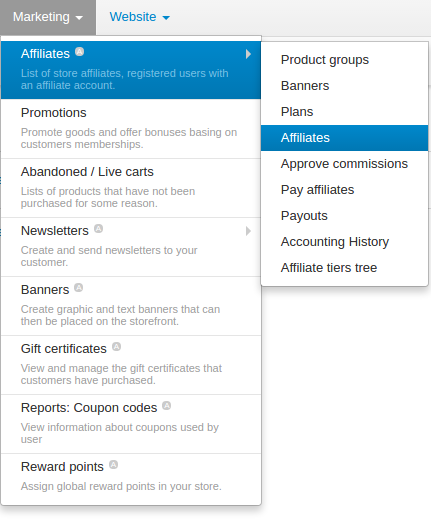 Marketing
Website
Affiliates
List of store affiliates, registered users with
an affiliate account.
Promotions
Promote goods and offer bonuses basing on
customers memberships.
Abandoned / Live carts
Lists of products that have not been
purchased for some reason.
Newsletters
Create and send newsletters to your
customer.
Banners
Create graphic and text banners that can
then be placed on the storefront.
Gift certificates
View and manage the gift certificates that
customers have purchased.
Reports: Coupon codes
View information about coupons used by
user
Reward points
Assign global reward points in your store.
Product groups
Banners
Plans
Affiliates
Approve commissions
Pay affiliates
Payouts
Accounting History
Affiliate tiers tree